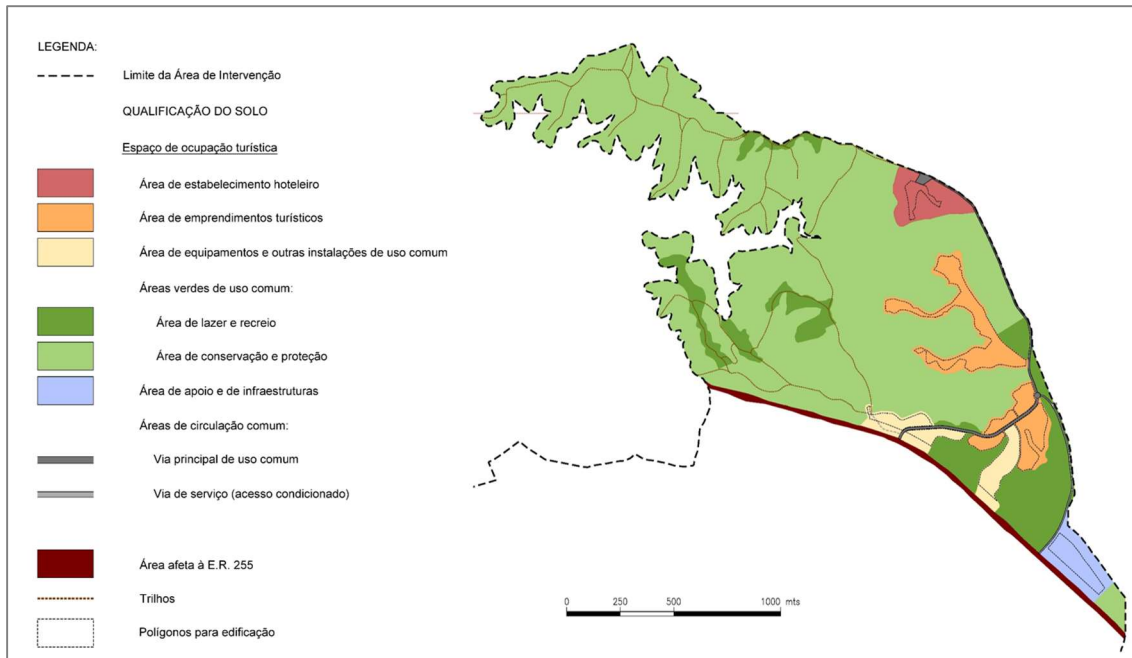 LEGENDA:
Limite da Área de Intervenção
QUALIFICAÇÃO DO SOLO
Espaço de ocupação turística
Área de estabelecimento hoteleiro
Área de emprendimentos turísticos
Área de equipamentos e outras instalações de uso comum
Áreas verdes de uso comum:
Área de lazer e recreio
Área de conservação e proteção
Área de apoio e de infraestruturas
Áreas de circulação comum:
Via principal de uso comum
Via de serviço (acesso condicionado)
Área afeta à E.R. 255
Trilhos
Polígonos para edificação
0 250 500 1000 mts